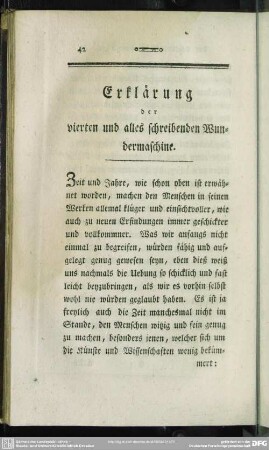 42
Erklärung
der
vierten und alles schreibenden Wun-
dermaschine.
Zeit und Jahre, wie schon oben ist erwäh-
net worden, machen den Menschen in seinen
Werken allemal klüger und einsichtvoller, wie
auch zu neuen Erfindungen immer geschickter
und vollkommner. Was wir anfangs nicht
einmal zu begreifen, würden fähig und auf-
gelegt genug gewesen seyn, eben dieß weiß
uns nachmals die Uebung so schicklich und fast
leicht beyzubringen, als wir es vorhin selbst
wohl nie würden geglaubt haben. Es ist ja
freylich auch die Zeit manchesmal nicht im
Stande, den Menschen witzig und fein genug
zu machen, besonders jenen, welcher sich um
die Künste und Wissenschaften wenig beküm-
mert: